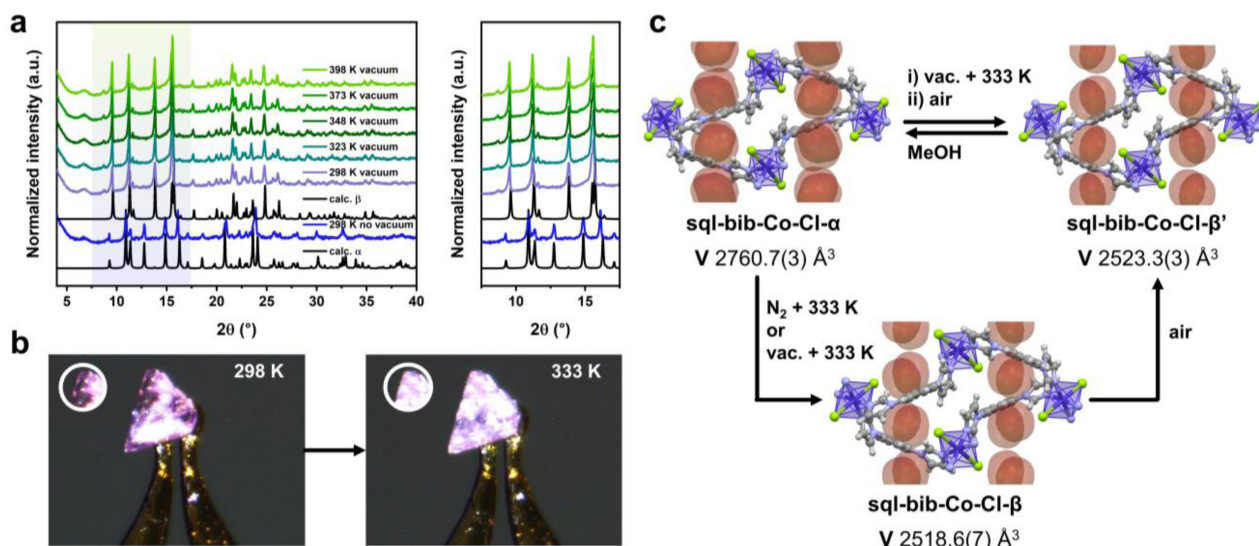 a
Normalized intensity (a.u.)
398 K vacuum
373 K vacuum
348 K vacuum
323 K vacuum
298 K vacuum
calc. β
298 K no vacuum
calc. α
5 10 15 20 25 30 35 40
2θ (°)
Normalized intensity (a.u.)
10 15
2θ (°)
b
298 K
333 K
c
i) vac. + 333 K
ii) air
MeOH
sql-bib-Co-Cl-α
V 2760.7(3) Å³
sql-bib-Co-Cl-β’
V 2523.3(3) Å³
N₂ + 333 K
or
vac. + 333 K
air
sql-bib-Co-Cl-β
V 2518.6(7) Å³